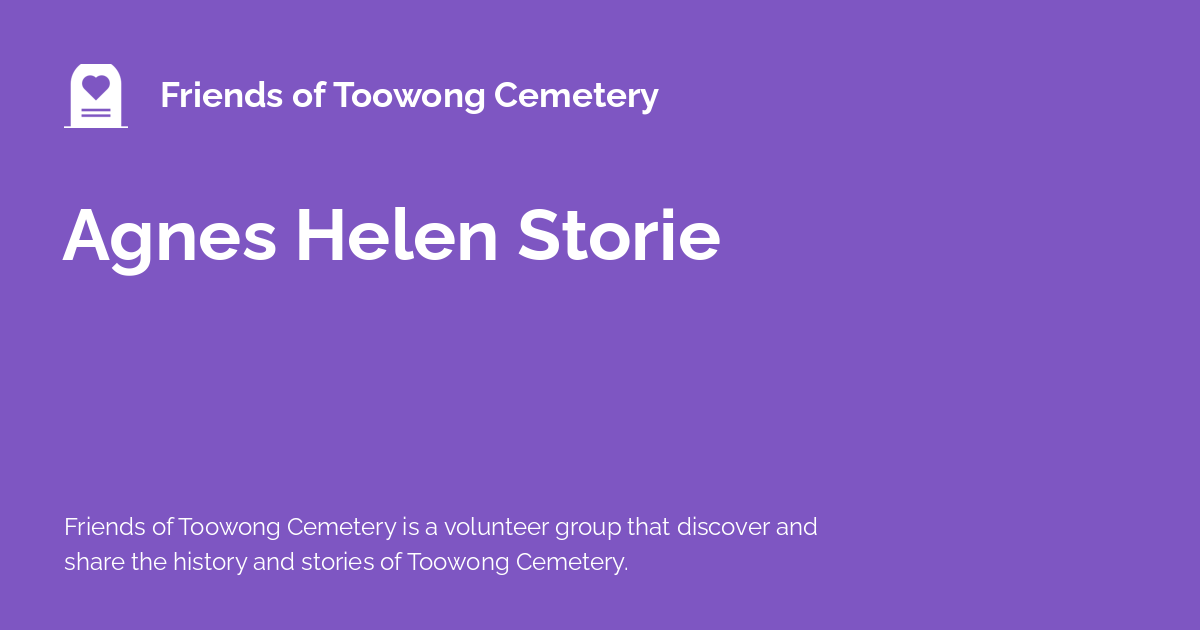 Friends of Toowong Cemetery
Agnes Helen Storie
Friends of Toowong Cemetery is a volunteer group that discover and
share the history and stories of Toowong Cemetery.